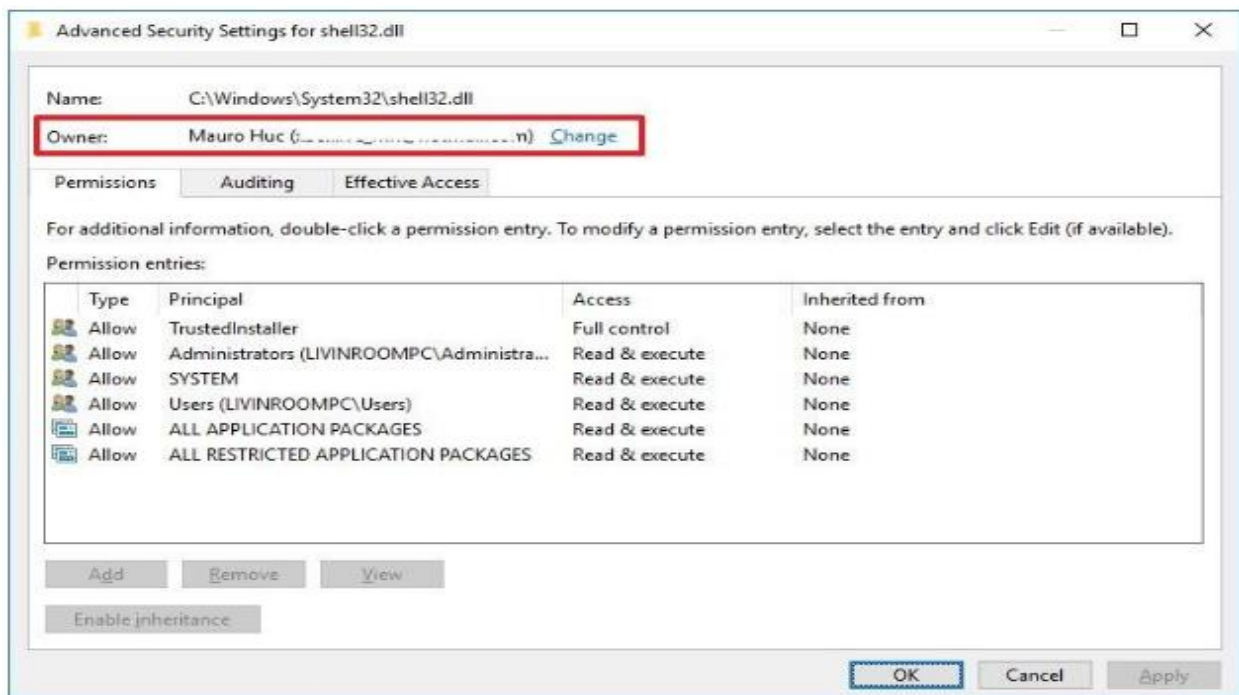 Advanced Security Settings for shell32.dll
Name: C:\Windows\System32\shell32.dll
Owner: Mauro Huc Change
Permissions Auditing Effective Access
For additional information, double-click a permission entry. To modify a permission entry, select the entry and click Edit (if available).
Permission entries:
Type Principal Access Inherited from
Allow TrustedInstaller Full control None
Allow Administrators (LIVINROOMPC\Administra... Read & execute None
Allow SYSTEM Read & execute None
Allow Users (LIVINROOMPC\Users) Read & execute None
Allow ALL APPLICATION PACKAGES Read & execute None
Allow ALL RESTRICTED APPLICATION PACKAGES Read & execute None
Add Remove View
Enable inheritance
OK Cancel Apply